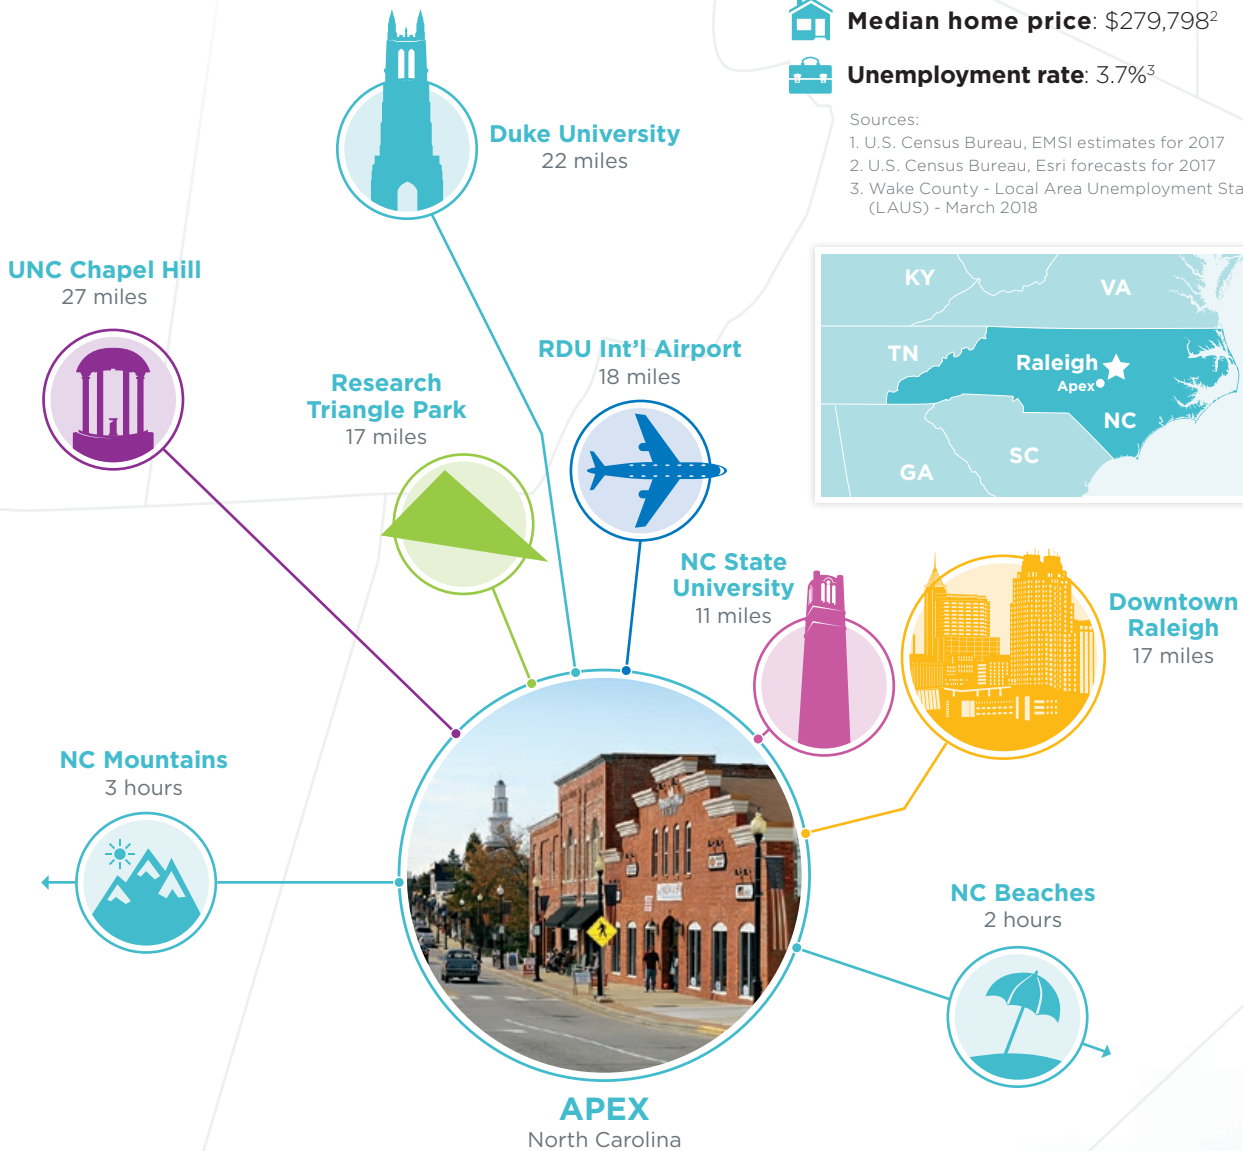 Median home price: $279,798²
Unemployment rate: 3.7%³
Sources:
1. U.S. Census Bureau, EMSI estimates for 2017
2. U.S. Census Bureau, Esri forecasts for 2017
3. Wake County - Local Area Unemployment Sta
(LAUS) - March 2018
Duke University
22 miles
UNC Chapel Hill
27 miles
KY
VA
TN
Raleigh
Apex
NC
SC
GA
RDU Int'l Airport
18 miles
Research
Triangle Park
17 miles
NC State
University
11 miles
Downtown
Raleigh
17 miles
NC Mountains
3 hours
NC Beaches
2 hours
APEX
North Carolina